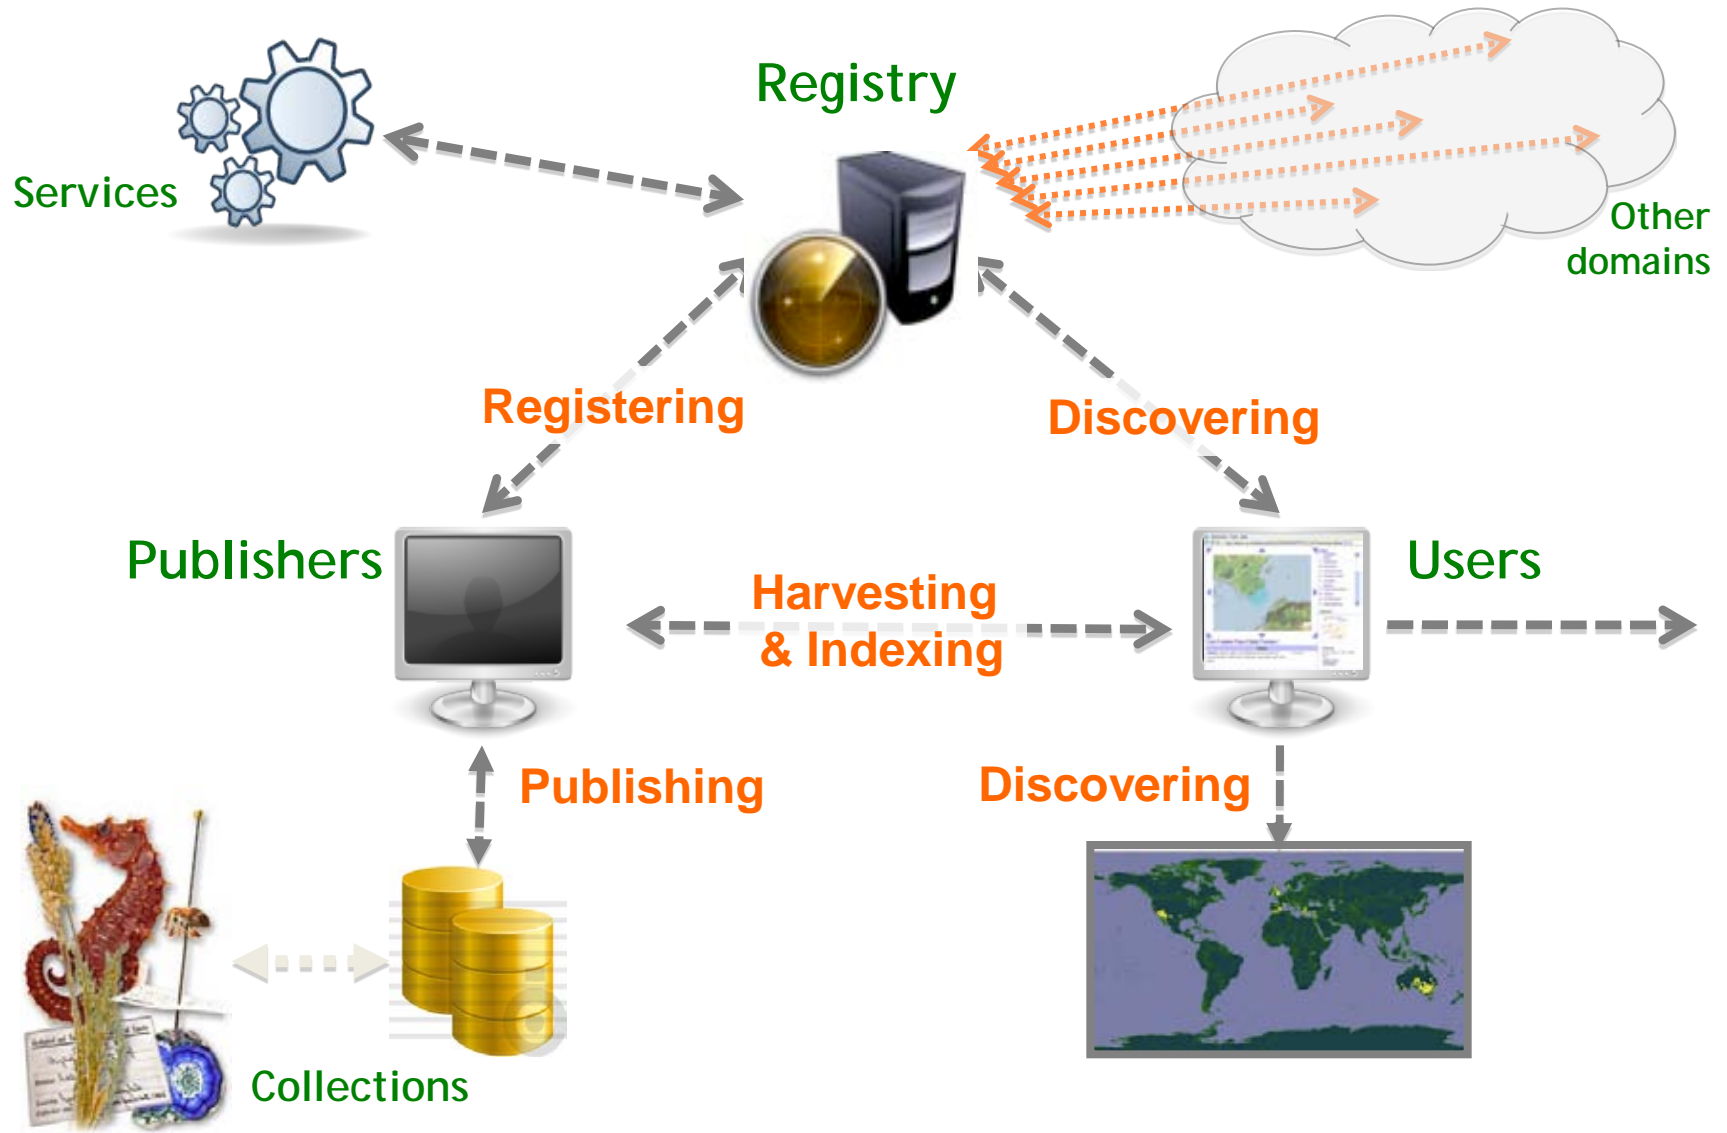 Registry
Services
Other
domains
Registering
Discovering
Publishers
Users
Harvesting
& Indexing
Publishing
Discovering
Collections